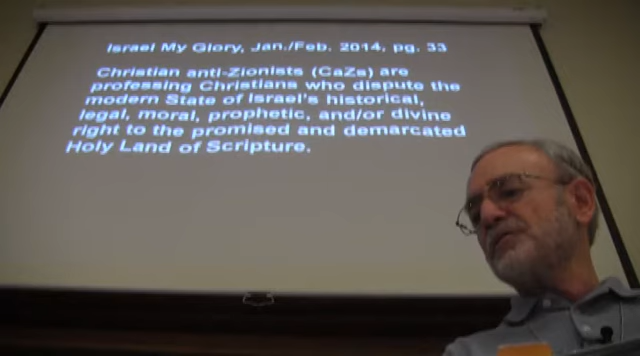 Israel My Glory, Jan./Feb. 2014, pg. 33
Christian anti-Zionists (CaZs) are
professing Christians who dispute the
modern State of Israel's historical,
legal, moral, prophetic, and/or divine
right to the promised and demarcated
Holy Land of Scripture.